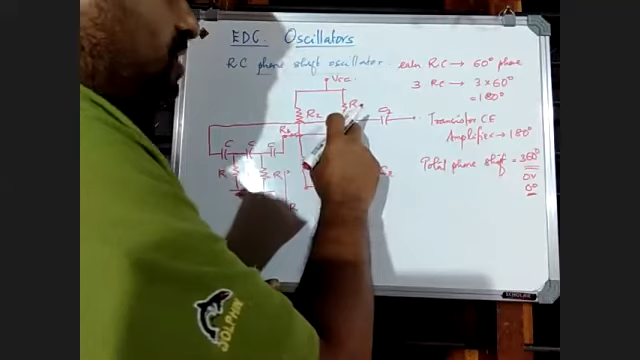 EDC. Oscillators
RC phase shift oscillator
each RC → 60° phase
3 RC → 3 x 60°
= 180°
Transistor CE
Amplifier → 180°
Total phase shift = 360°
or
0°
Vcc
R2
C
C
C
R
R
DOLPHIN